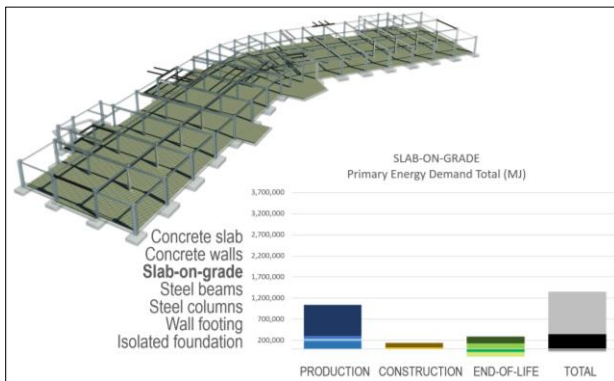 SLAB-ON-GRADE
Primary Energy Demand Total (MJ)
3,700,000
3,200,000
2,700,000
2,200,000
1,700,000
1,200,000
700,000
200,000
Concrete slab
Concrete walls
Slab-on-grade
Steel beams
Steel columns
Wall footing
Isolated foundation
PRODUCTION CONSTRUCTION END-OF-LIFE TOTAL